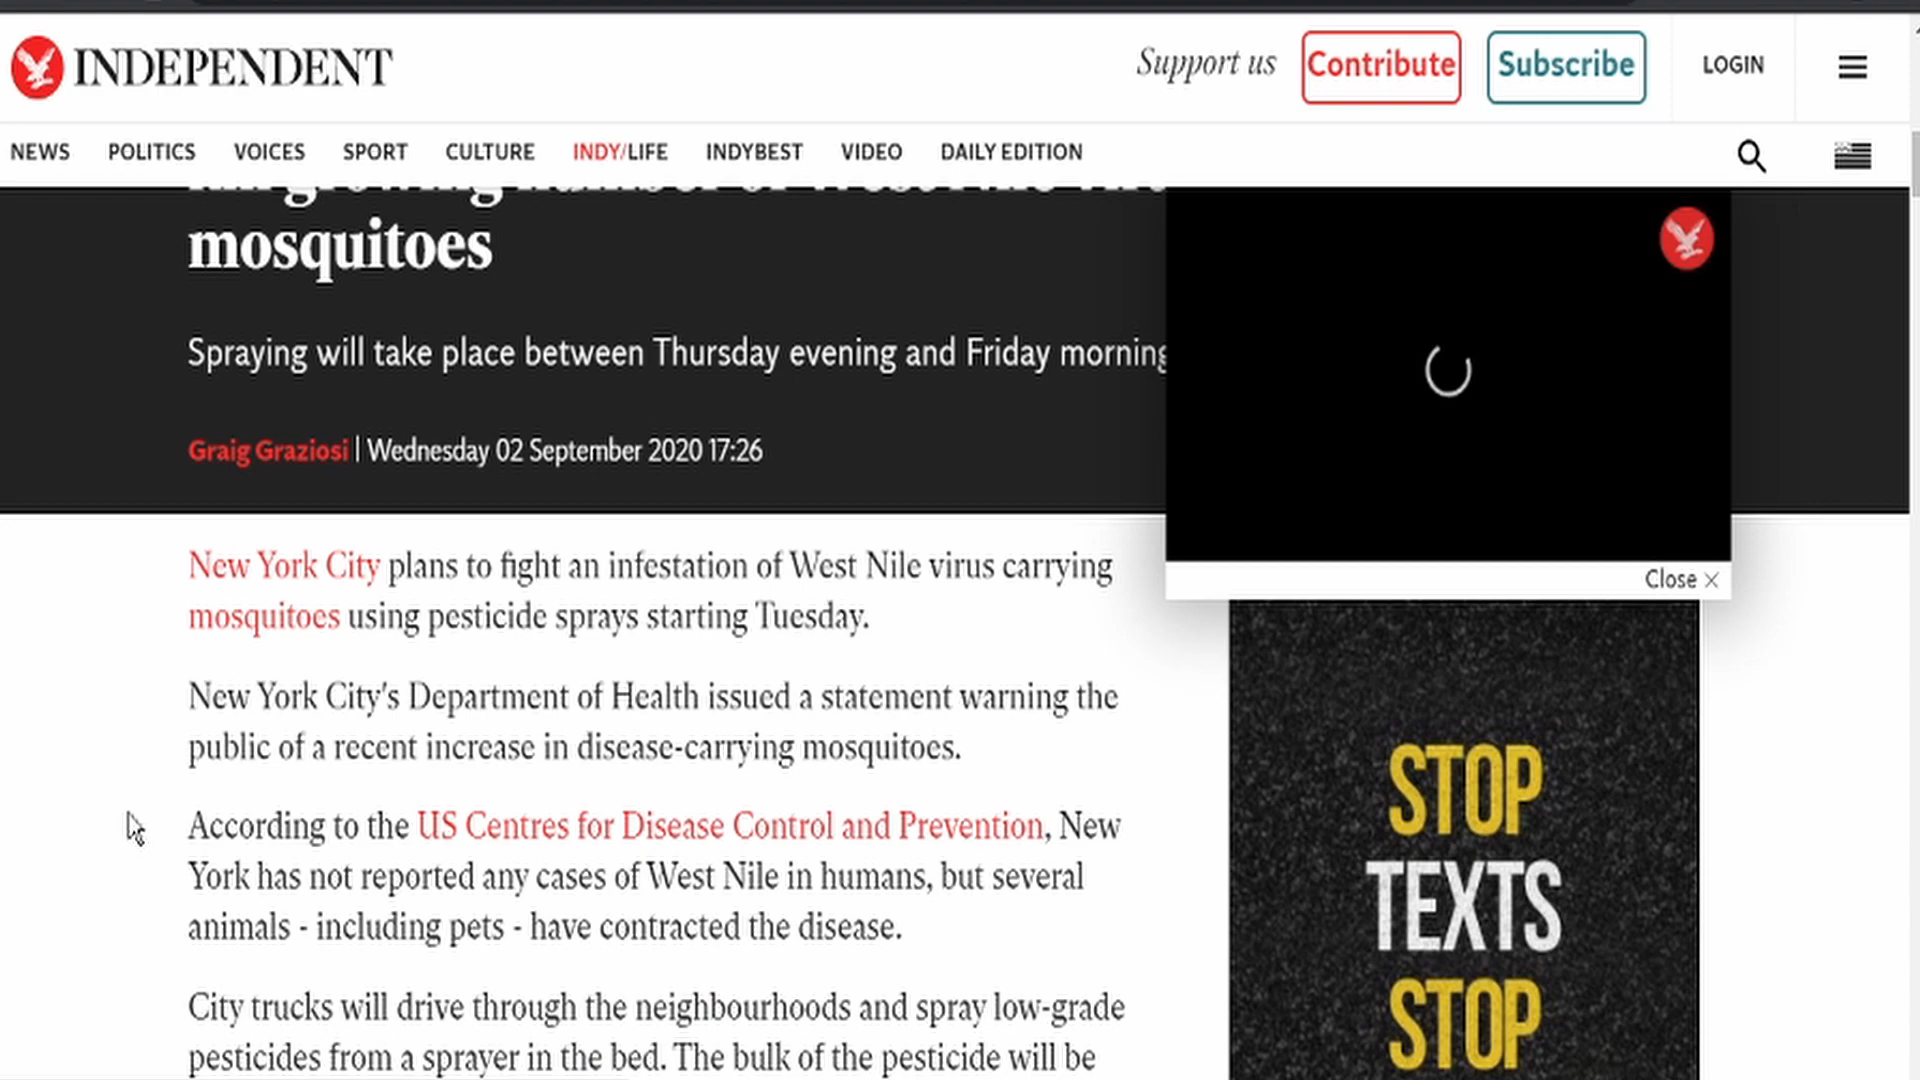 INDEPENDENT
Support us
Contribute
Subscribe
LOGIN
NEWS POLITICS VOICES SPORT CULTURE INDY/LIFE INDYBEST VIDEO DAILY EDITION
growing number of
mosquitoes
Spraying will take place between Thursday evening and Friday morning
Graig Graziosi | Wednesday 02 September 2020 17:26
Close ×
New York City plans to fight an infestation of West Nile virus carrying
mosquitoes using pesticide sprays starting Tuesday.
New York City's Department of Health issued a statement warning the
public of a recent increase in disease-carrying mosquitoes.
According to the US Centres for Disease Control and Prevention, New
York has not reported any cases of West Nile in humans, but several
animals - including pets - have contracted the disease.
City trucks will drive through the neighbourhoods and spray low-grade
pesticides from a sprayer in the bed. The bulk of the pesticide will be
STOP
TEXTS
STOP